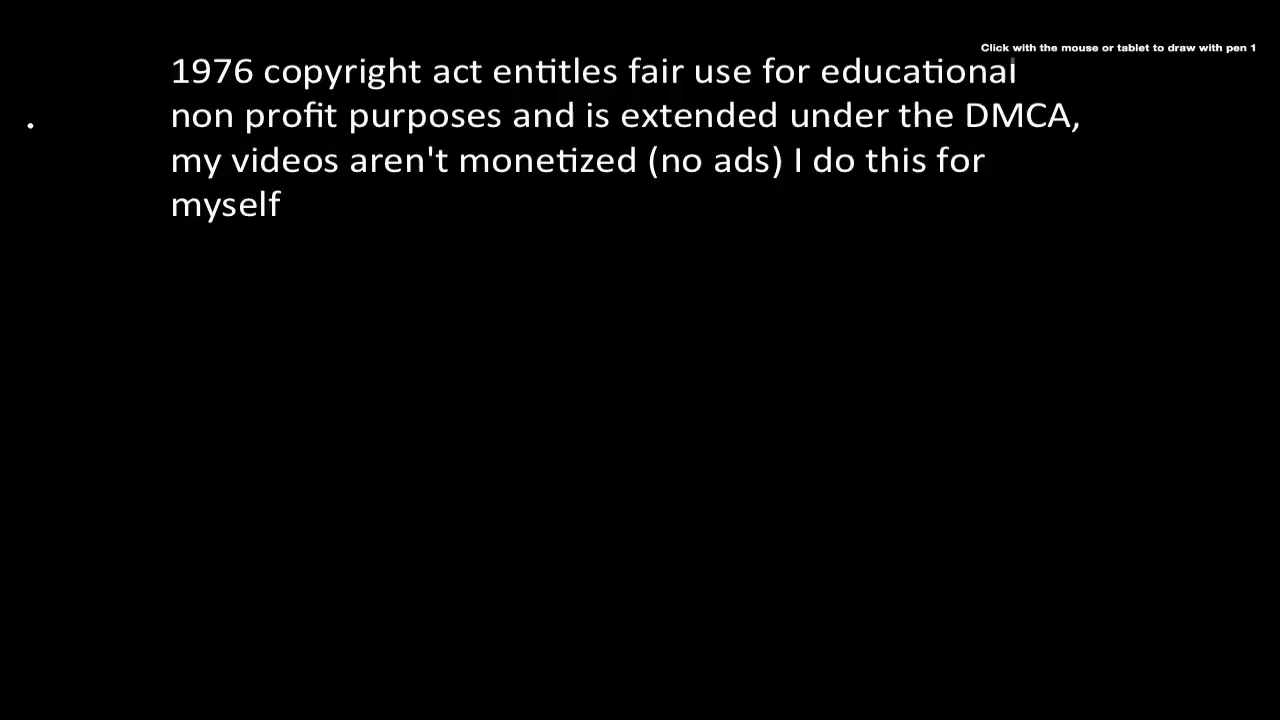 Click with the mouse or tablet to draw with pen 1
1976 copyright act entitles fair use for educational
non profit purposes and is extended under the DMCA,
my videos aren't monetized (no ads) I do this for
myself